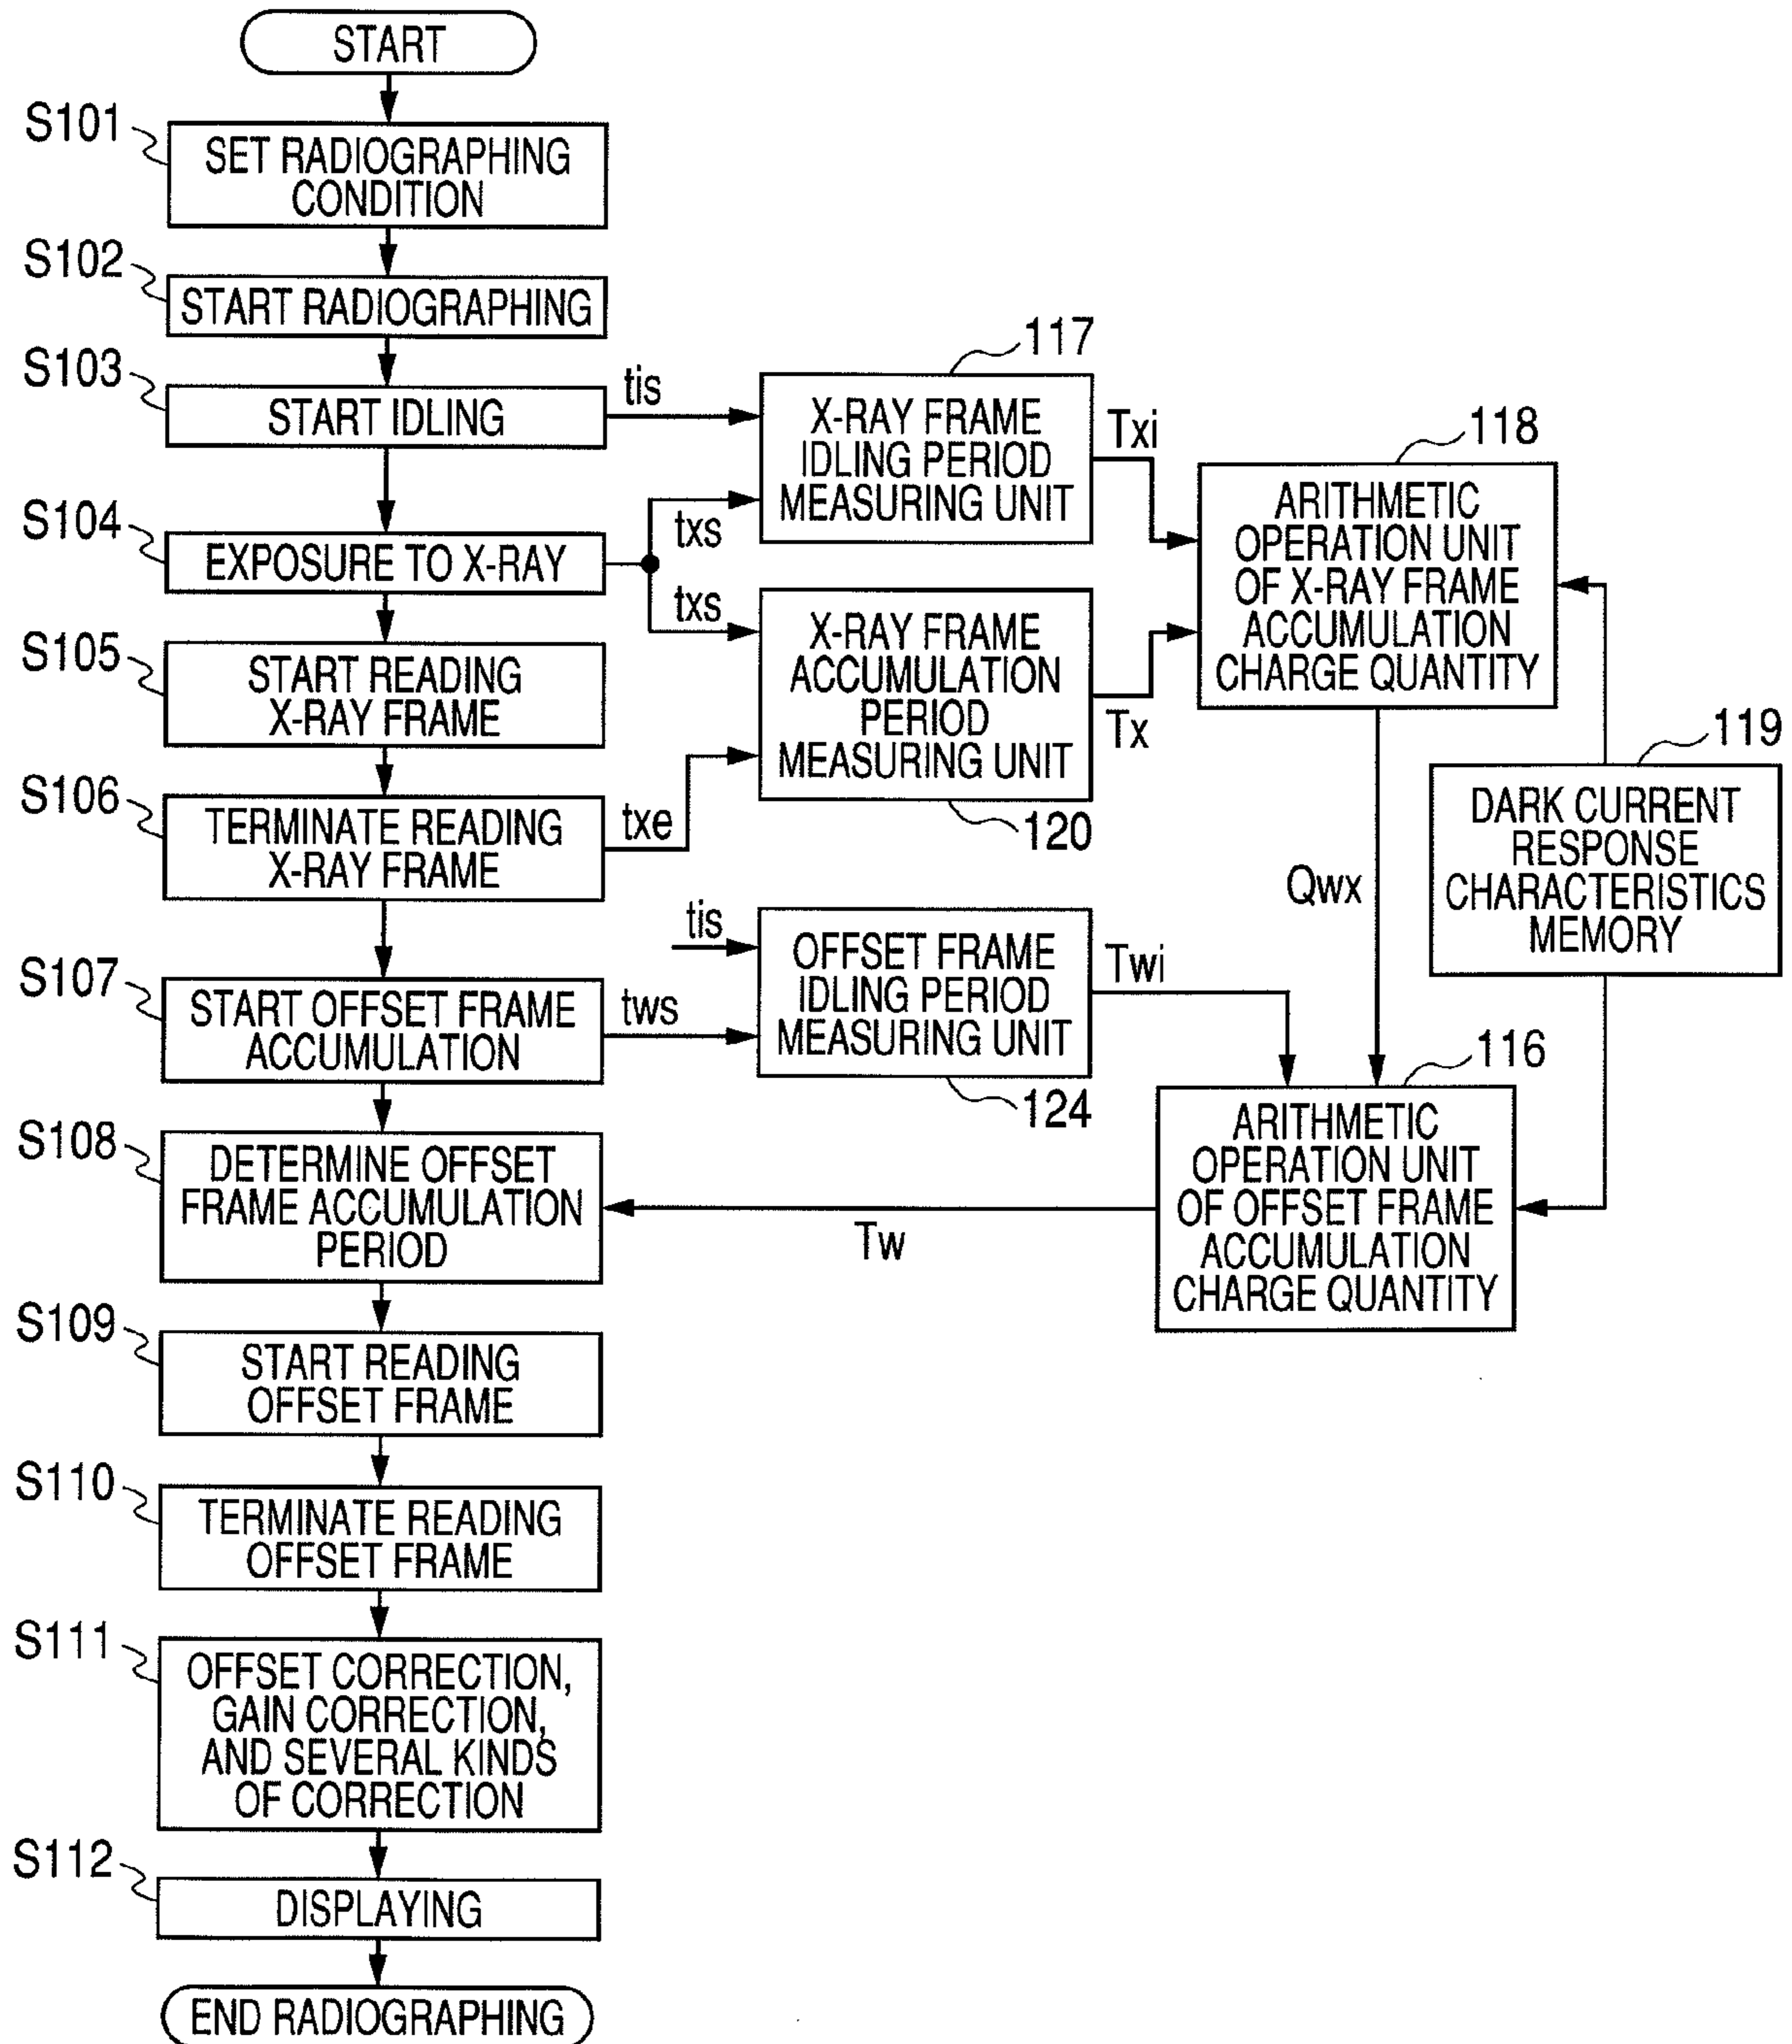 START
S101
SET RADIOGRAPHING
CONDITION
S102
START RADIOGRAPHING
S103
START IDLING
tis
117
X-RAY FRAME
IDLING PERIOD
MEASURING UNIT
Txi
118
ARITHMETIC
OPERATION UNIT
OF X-RAY FRAME
ACCUMULATION
CHARGE QUANTITY
S104
EXPOSURE TO X-RAY
txs
txs
X-RAY FRAME
ACCUMULATION
PERIOD
MEASURING UNIT
120
Tx
S105
START READING
X-RAY FRAME
119
DARK CURRENT
RESPONSE
CHARACTERISTICS
MEMORY
S106
TERMINATE READING
X-RAY FRAME
txe
Qwx
tis
OFFSET FRAME
IDLING PERIOD
MEASURING UNIT
124
Twi
S107
START OFFSET FRAME
ACCUMULATION
tws
116
ARITHMETIC
OPERATION UNIT
OF OFFSET FRAME
ACCUMULATION
CHARGE QUANTITY
S108
DETERMINE OFFSET
FRAME ACCUMULATION
PERIOD
Tw
S109
START READING
OFFSET FRAME
S110
TERMINATE READING
OFFSET FRAME
S111
OFFSET CORRECTION,
GAIN CORRECTION,
AND SEVERAL KINDS
OF CORRECTION
S112
DISPLAYING
END RADIOGRAPHING